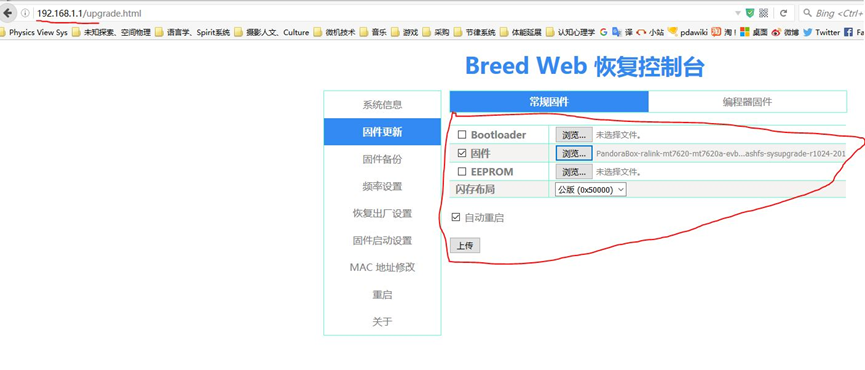 192.168.1.1/upgrade.html
Bing <Ctrl+
Physics View Sys 未知探索、空间物理 语言学、Spirit系统 摄影人文、Culture 微机技术 音乐 游戏 采购 节律系统 体能延展 认知心理学 译 小站 pdawiki 淘！ 桌面 微博 Twitter Fa
Breed Web 恢复控制台
系统信息
固件更新
固件备份
频率设置
恢复出厂设置
固件启动设置
MAC 地址修改
重启
关于
常规固件 编程器固件
Bootloader 浏览... 未选择文件。
固件 浏览... PandoraBox-ralink-mt7620-mt7620a-evb...ashfs-sysupgrade-r1024-201
EEPROM 浏览... 未选择文件。
闪存布局 公版 (0x50000)
自动重启
上传